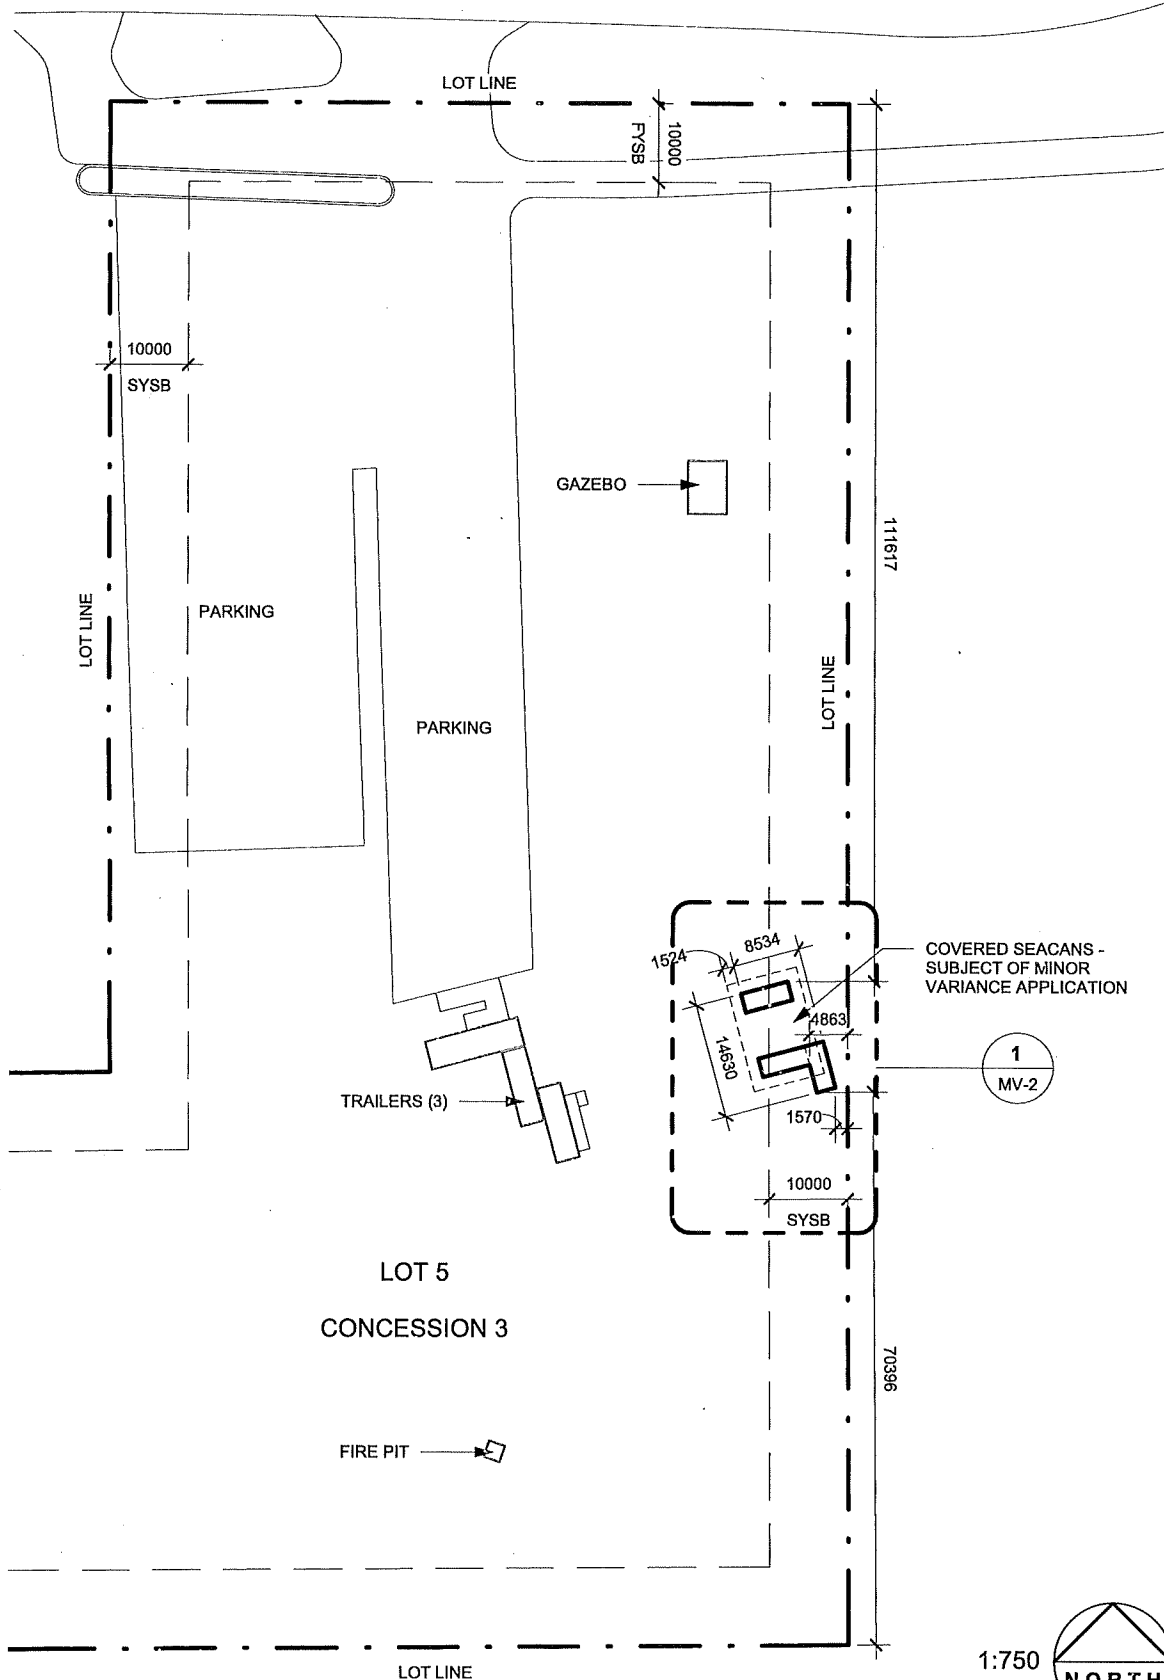 LOT LINE
10000
FYSB
10000
SYSB
GAZEBO
111617
LOT LINE
PARKING
LOT LINE
PARKING
1524
8534
COVERED SEACANS -
SUBJECT OF MINOR
VARIANCE APPLICATION
4863
14630
1
MV-2
TRAILERS (3)
1570
10000
SYSB
LOT 5
CONCESSION 3
70396
FIRE PIT
1:750
NORTH
LOT LINE